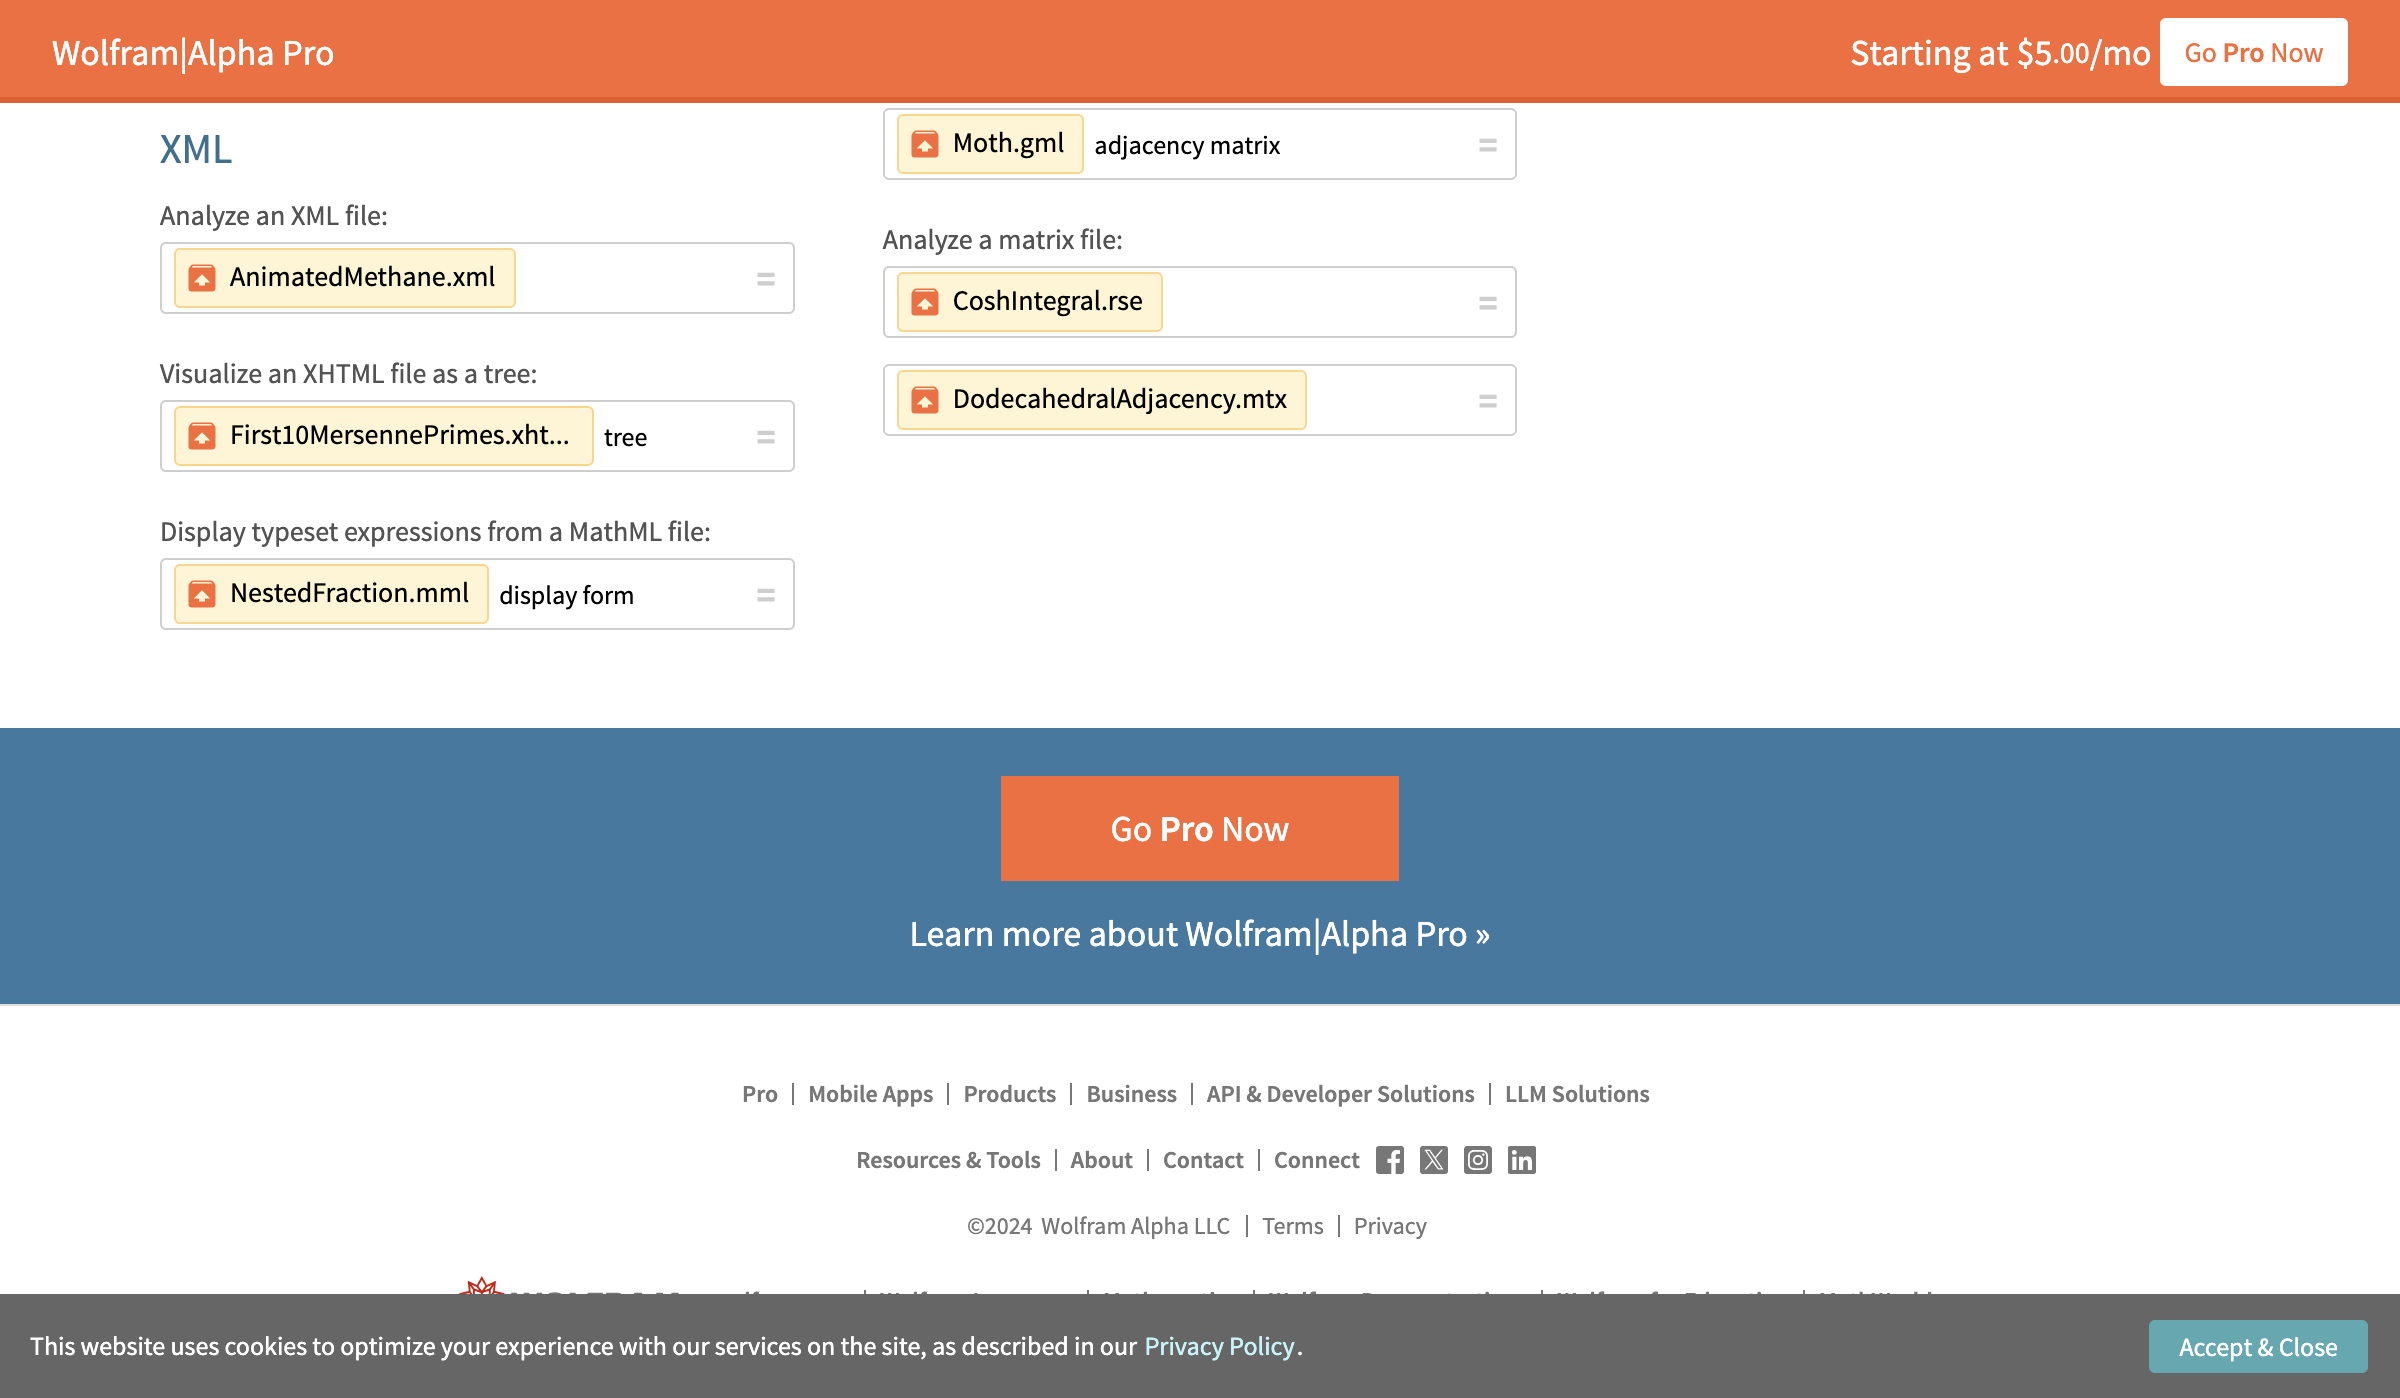 Wolfram|Alpha Pro
Starting at $5.00/mo
Go Pro Now
XML
Analyze an XML file:
AnimatedMethane.xml
=
Visualize an XHTML file as a tree:
First10MersennePrimes.xht... tree
=
Display typeset expressions from a MathML file:
NestedFraction.mml display form
=
Moth.gml adjacency matrix
=
Analyze a matrix file:
CoshIntegral.rse
=
DodecahedralAdjacency.mtx
=
Go Pro Now
Learn more about Wolfram|Alpha Pro »
Pro | Mobile Apps | Products | Business | API & Developer Solutions | LLM Solutions
Resources & Tools | About | Contact | Connect
©2024 Wolfram Alpha LLC | Terms | Privacy
This website uses cookies to optimize your experience with our services on the site, as described in our Privacy Policy.
Accept & Close